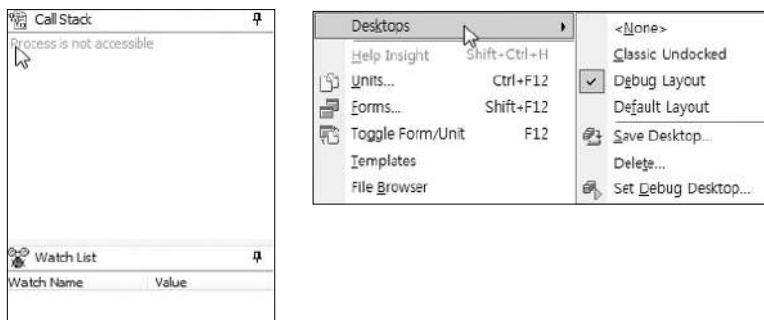 Call Stack
Process is not accessible
Watch List
Watch Name Value
Desktops
Help Insight Shift+Ctrl+H
Units... Ctrl+F12
Forms... Shift+F12
Toggle Form/Unit F12
Templates
File Browser
<None>
Classic Undocked
Debug Layout
Default Layout
Save Desktop...
Delete...
Set Debug Desktop...